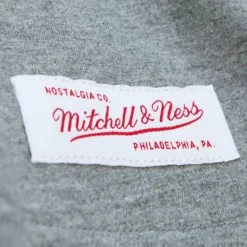 NOSTALGIA CO.
Mitchell & Ness
PHILADELPHIA, PA.